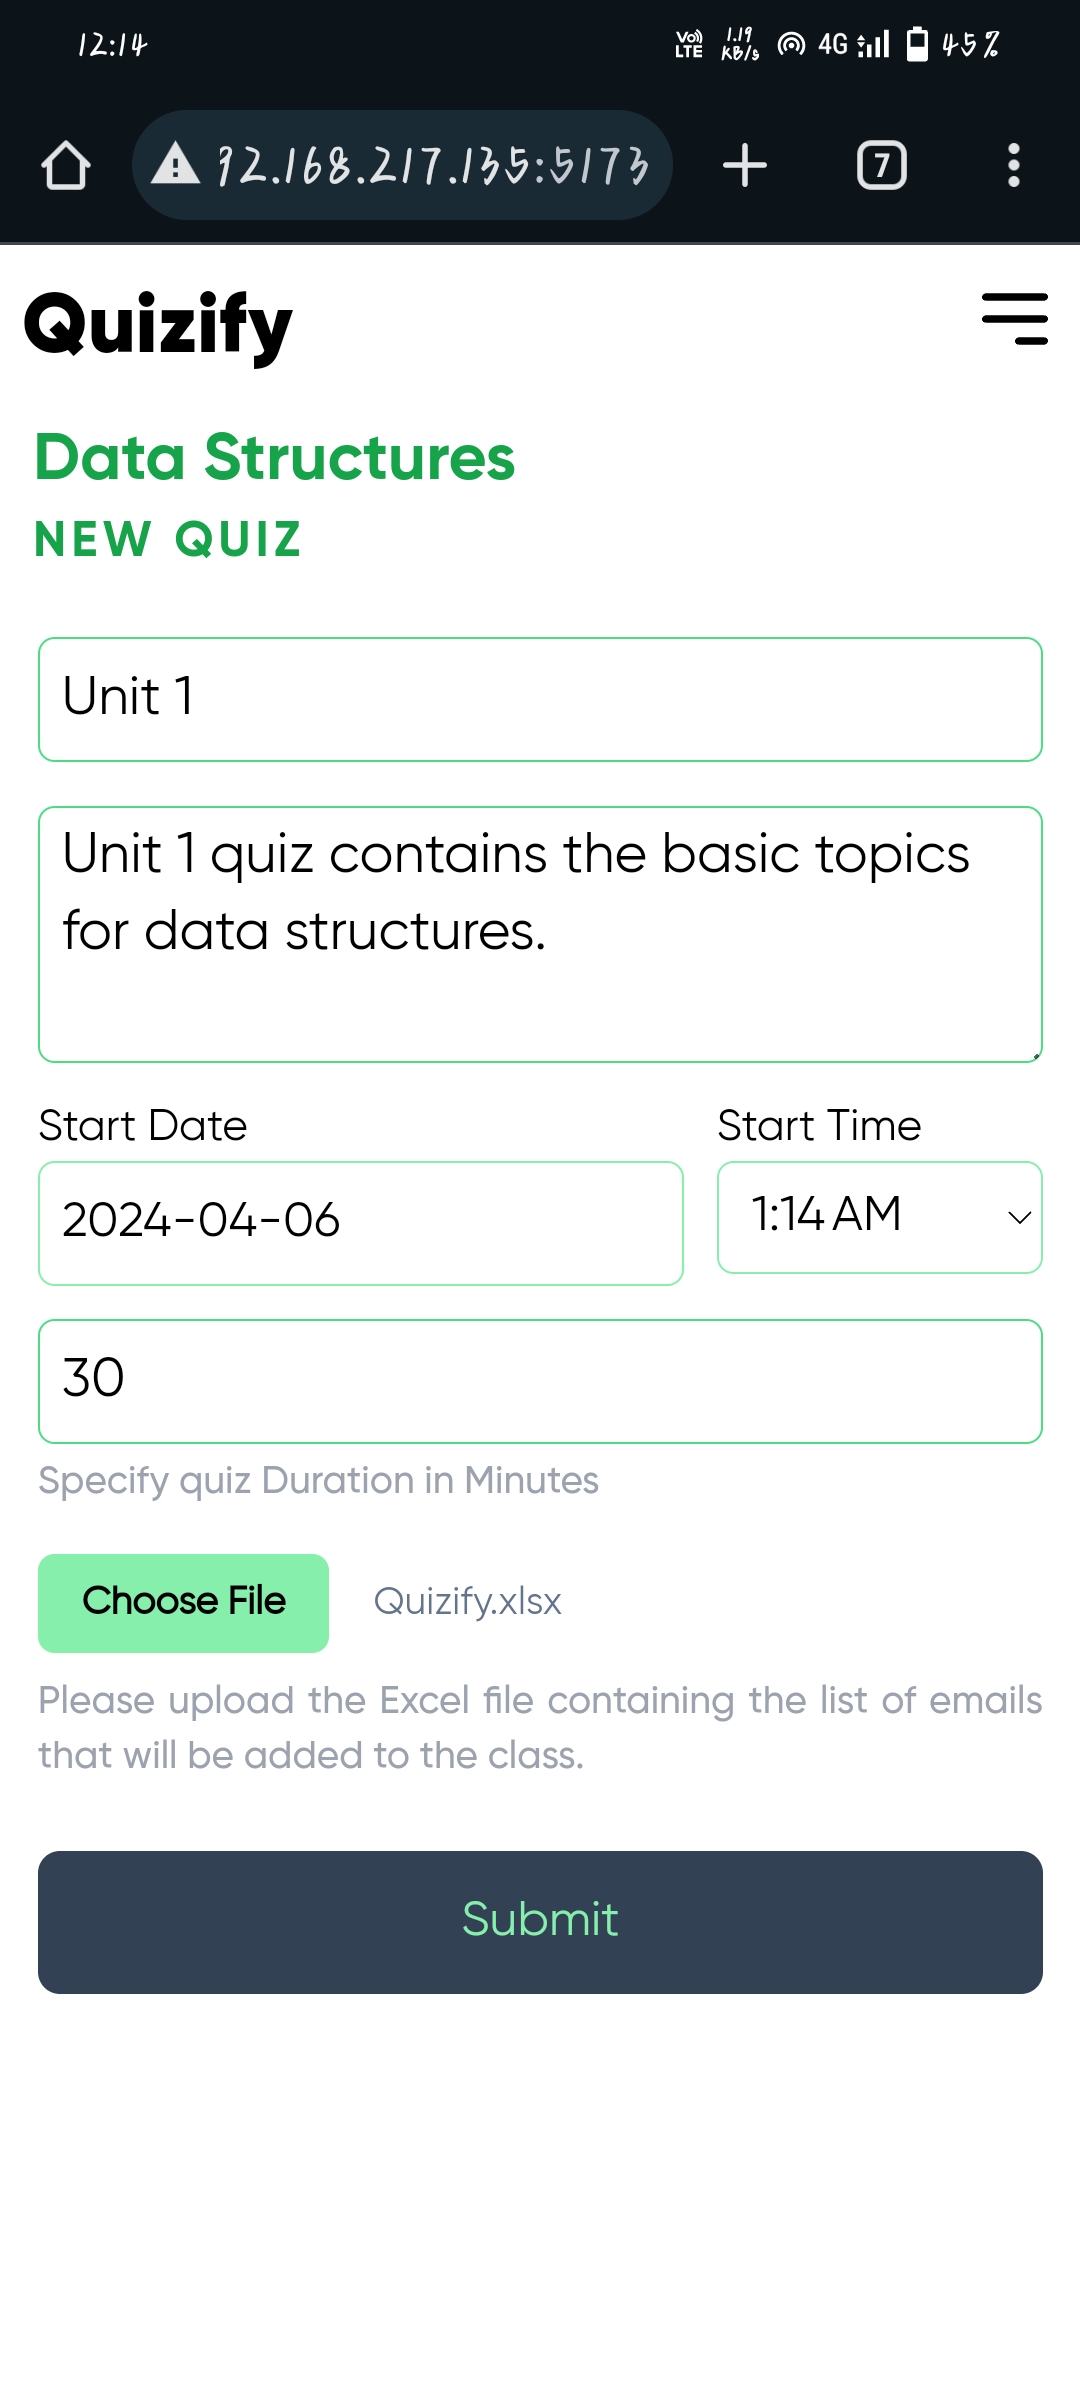 12:14
VoLTE 1.19 KB/s 4G 45%
92.168.217.135:5173
7
Quizify
Data Structures
NEW QUIZ
Unit 1
Unit 1 quiz contains the basic topics
for data structures.
Start Date
Start Time
2024-04-06
1:14 AM
30
Specify quiz Duration in Minutes
Choose File
Quizify.xlsx
Please upload the Excel file containing the list of emails
that will be added to the class.
Submit